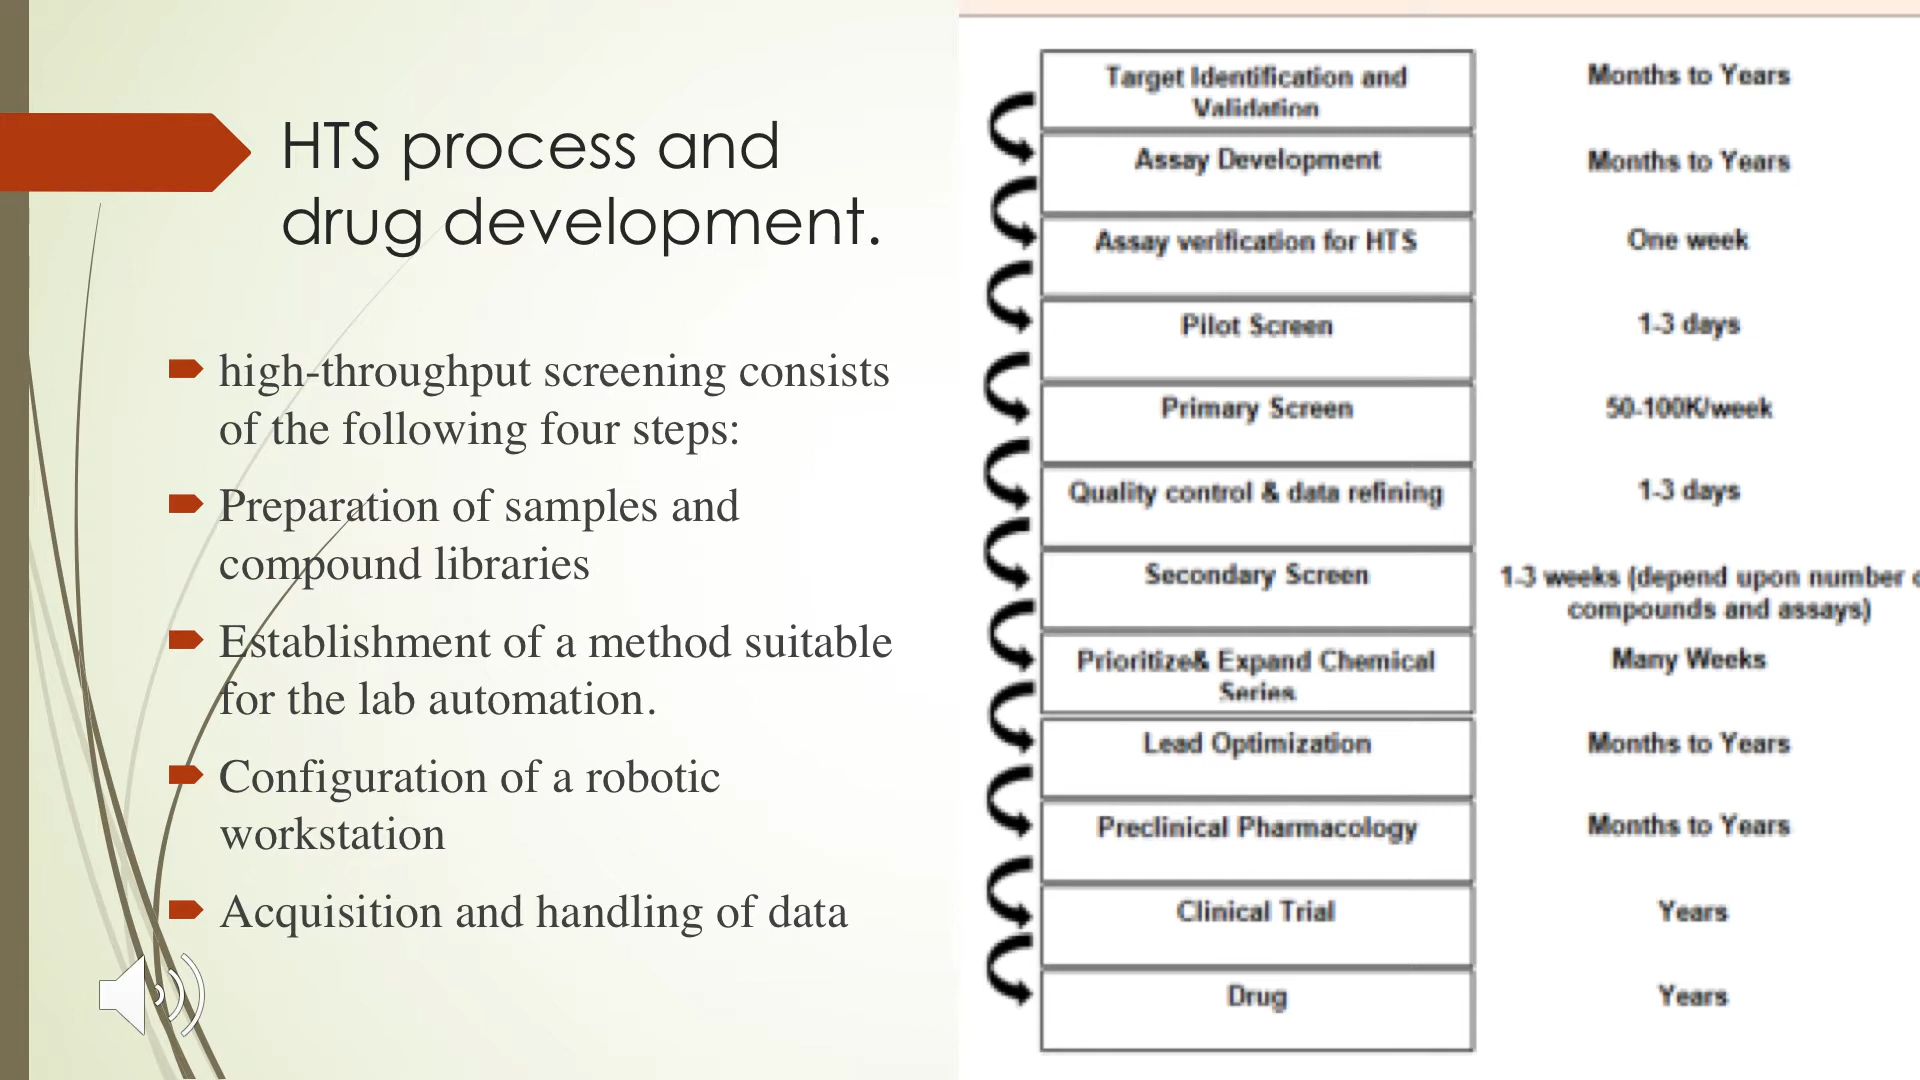 HTS process and
drug development.
high-throughput screening consists
of the following four steps:
Preparation of samples and
compound libraries
Establishment of a method suitable
for the lab automation.
Configuration of a robotic
workstation
Acquisition and handling of data
Target Identification and
Validation
Months to Years
Assay Development
Months to Years
Assay verification for HTS
One week
Pilot Screen
1-3 days
Primary Screen
50-100K/week
Quality control & data refining
1-3 days
Secondary Screen
1-3 weeks (depend upon number
compounds and assays)
Prioritize& Expand Chemical
Series
Many Weeks
Lead Optimization
Months to Years
Preclinical Pharmacology
Months to Years
Clinical Trial
Years
Drug
Years